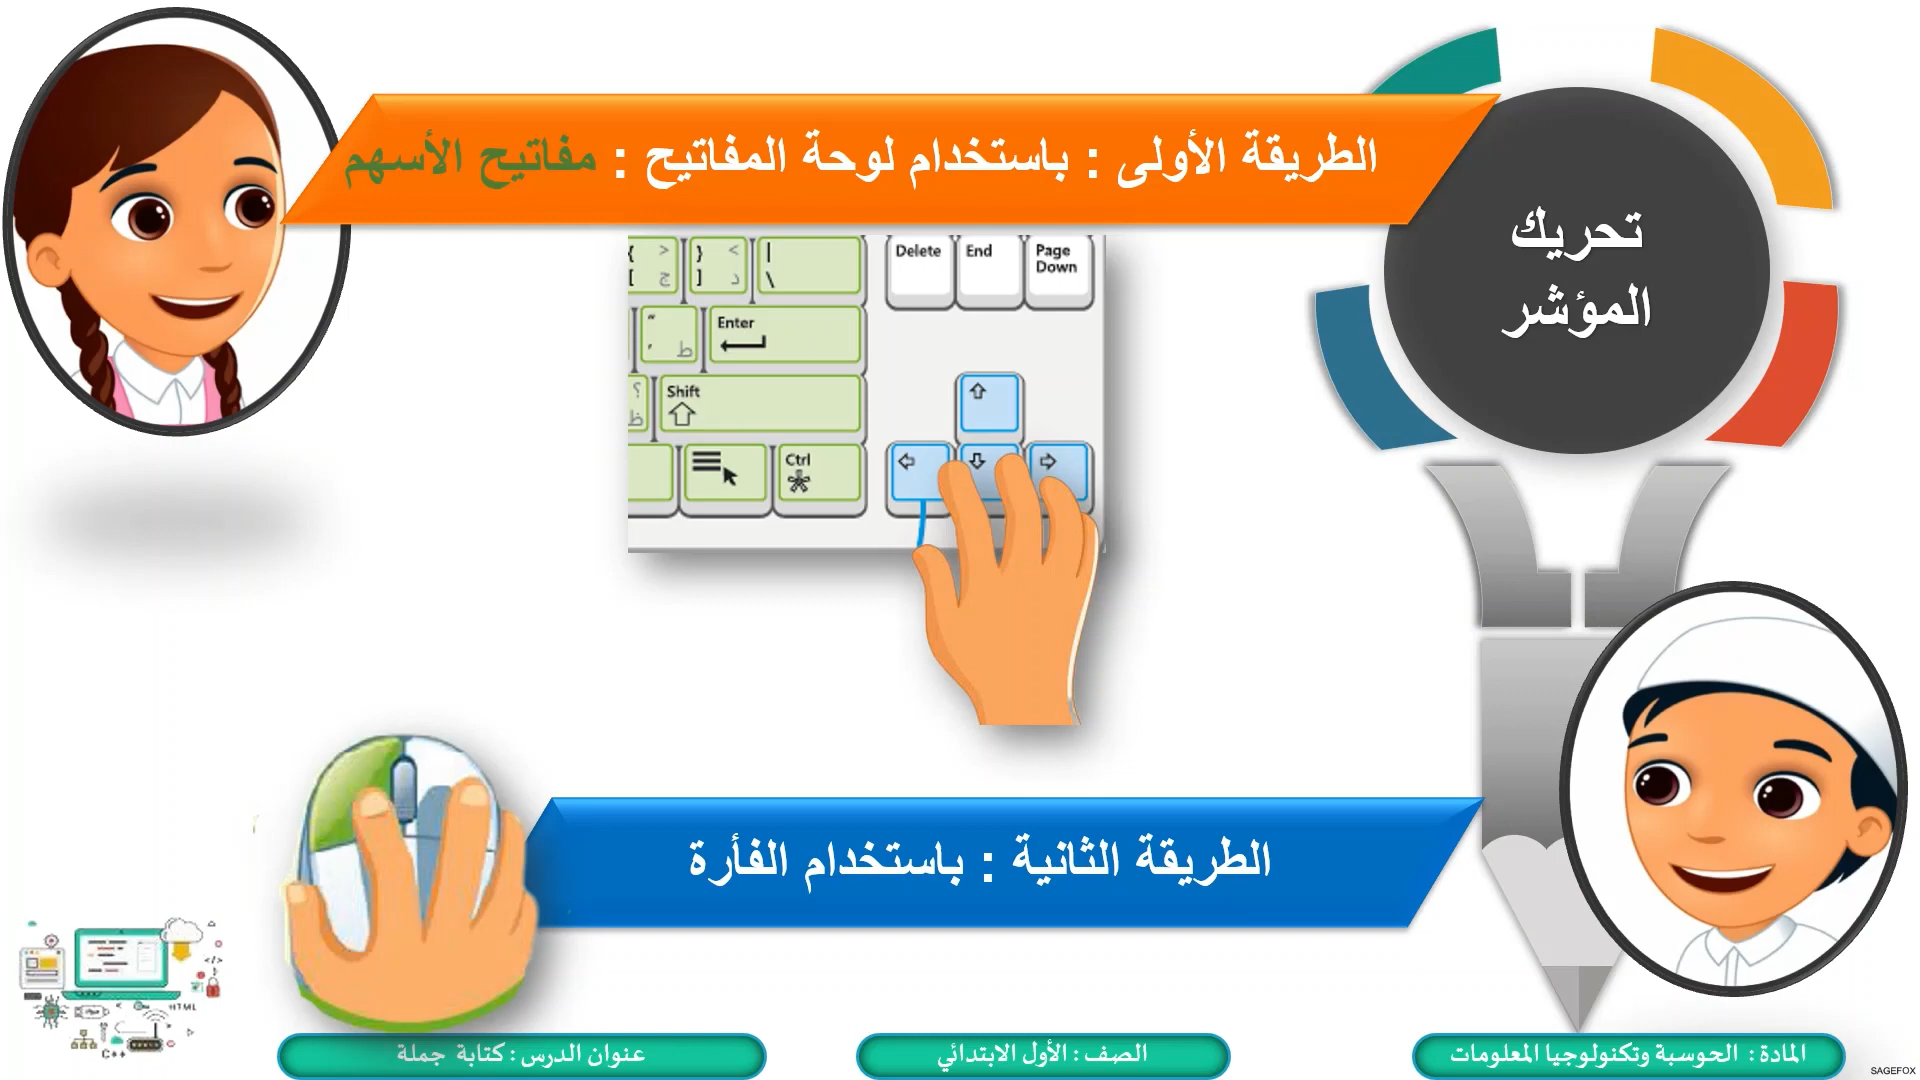 الطريقة الأولى : باستخدام لوحة المفاتيح : مفاتيح الأسهم
تحريك
المؤشر
Delete
End
Page
Down
{ >
[ ج
} <
] د
|
\
"
' ط
Enter
؟
ظ
Shift
Ctrl
الطريقة الثانية : باستخدام الفأرة
</>
HTML
C++
المادة : الحوسبة وتكنولوجيا المعلومات
الصف : الأول الابتدائي
عنوان الدرس : كتابة جملة
SAGEFOX